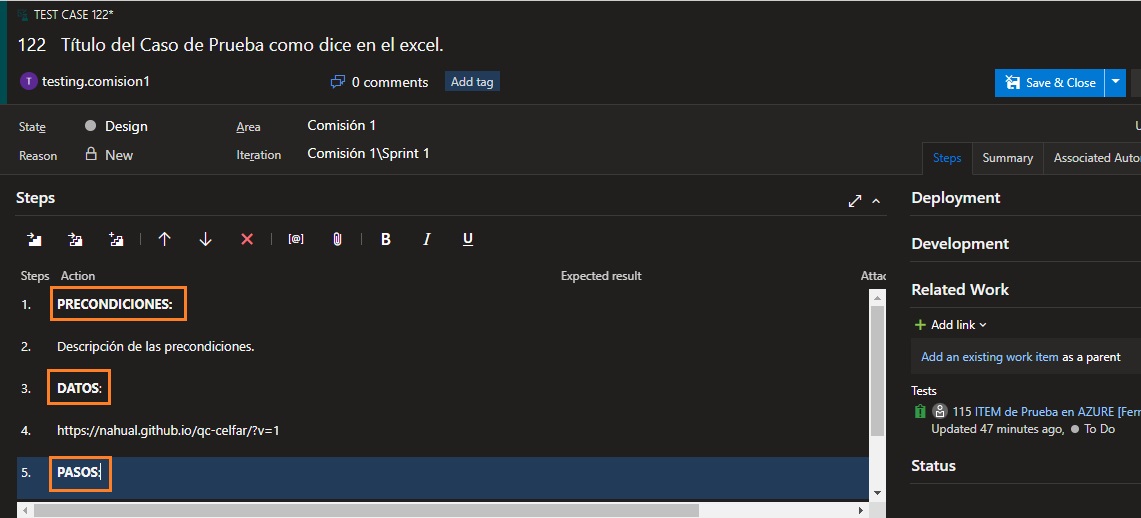 TEST CASE 122*
122 Título del Caso de Prueba como dice en el excel.
T testing.comision1
0 comments
Add tag
Save & Close
State
Design
Area
Comisión 1
Reason
New
Iteration
Comisión 1\Sprint 1
Steps
Summary
Associated Auto
Steps
[@]
B
I
U
Steps Action Expected result Attac
1. PRECONDICIONES:
2. Descripción de las precondiciones.
3. DATOS:
4. https://nahual.github.io/qc-celfar/?v=1
5. PASOS:
Deployment
Development
Related Work
+ Add link
Add an existing work item as a parent
Tests
115 ITEM de Prueba en AZURE [Fern
Updated 47 minutes ago, To Do
Status